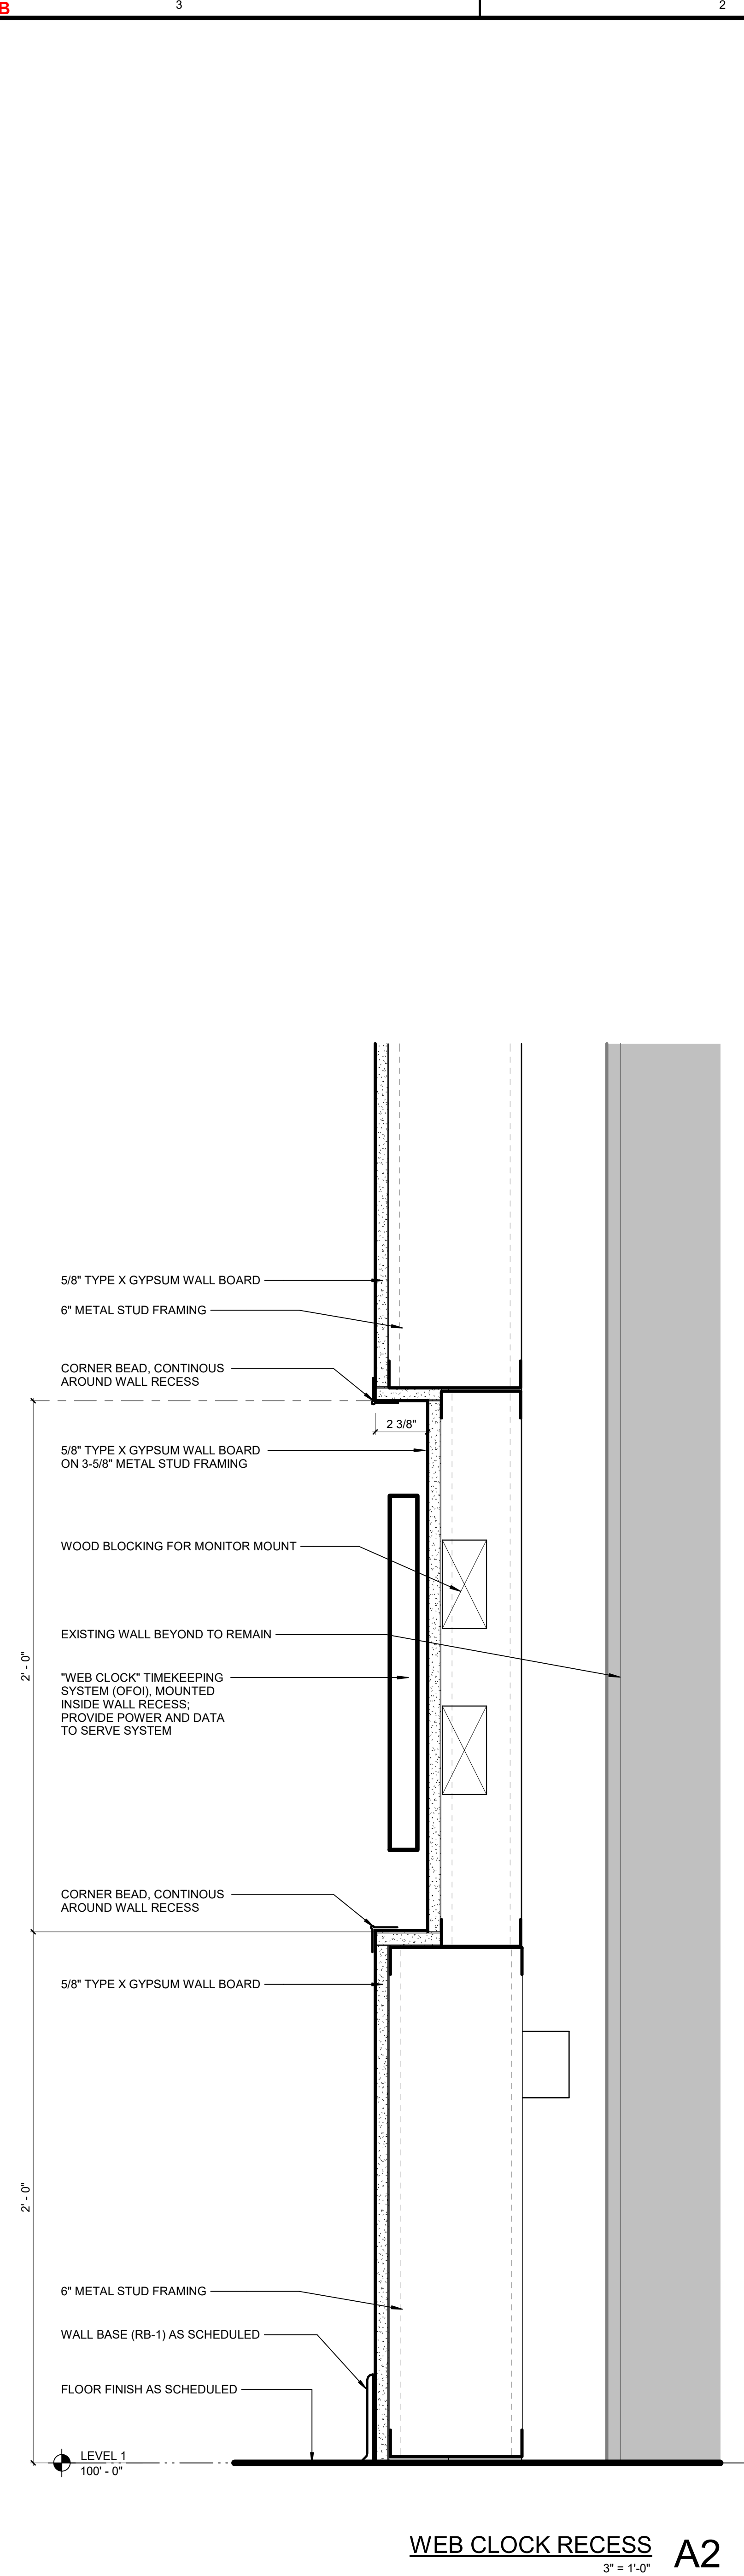 B
3
2
5/8" TYPE X GYPSUM WALL BOARD
6" METAL STUD FRAMING
CORNER BEAD, CONTINOUS
AROUND WALL RECESS
2 3/8"
5/8" TYPE X GYPSUM WALL BOARD
ON 3-5/8" METAL STUD FRAMING
WOOD BLOCKING FOR MONITOR MOUNT
EXISTING WALL BEYOND TO REMAIN
2' - 0"
"WEB CLOCK" TIMEKEEPING
SYSTEM (OFOI), MOUNTED
INSIDE WALL RECESS;
PROVIDE POWER AND DATA
TO SERVE SYSTEM
CORNER BEAD, CONTINOUS
AROUND WALL RECESS
5/8" TYPE X GYPSUM WALL BOARD
2' - 0"
6" METAL STUD FRAMING
WALL BASE (RB-1) AS SCHEDULED
FLOOR FINISH AS SCHEDULED
LEVEL 1
100' - 0"
WEB CLOCK RECESS
A2
3" = 1'-0"